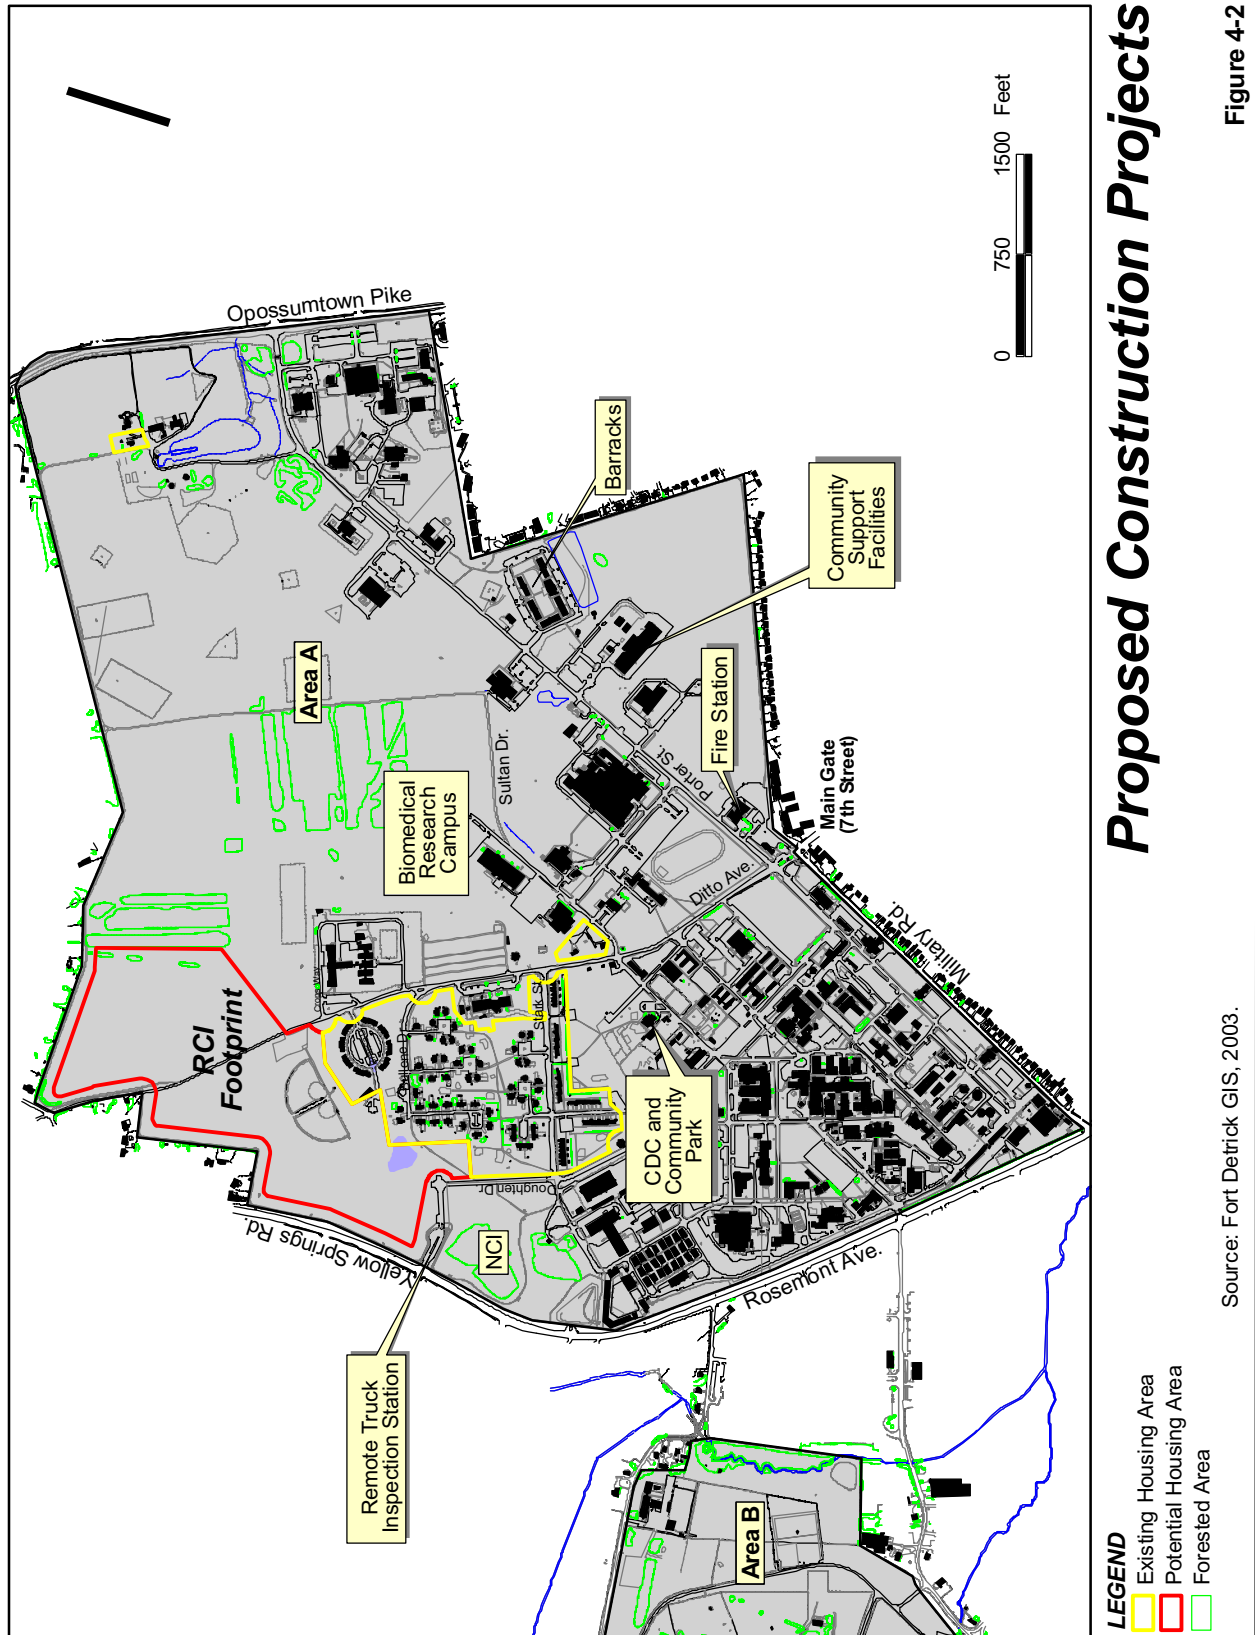 Opossumtown Pike
Area A
Barracks
Community
Support
Facilities
Fire Station
Biomedical
Research
Campus
Sultan Dr.
Porter St.
Ditto Ave.
Main Gate
(7th Street)
Military Rd.
RCI
Footprint
Stark St.
CDC and
Community
Park
Doughten Dr
NCI
Yellow Springs Rd.
Rosemont Ave.
Remote Truck
Inspection Station
Area B
0 750 1500 Feet
LEGEND
Existing Housing Area
Potential Housing Area
Forested Area
Proposed Construction Projects
Source: Fort Detrick GIS, 2003.
Figure 4-2